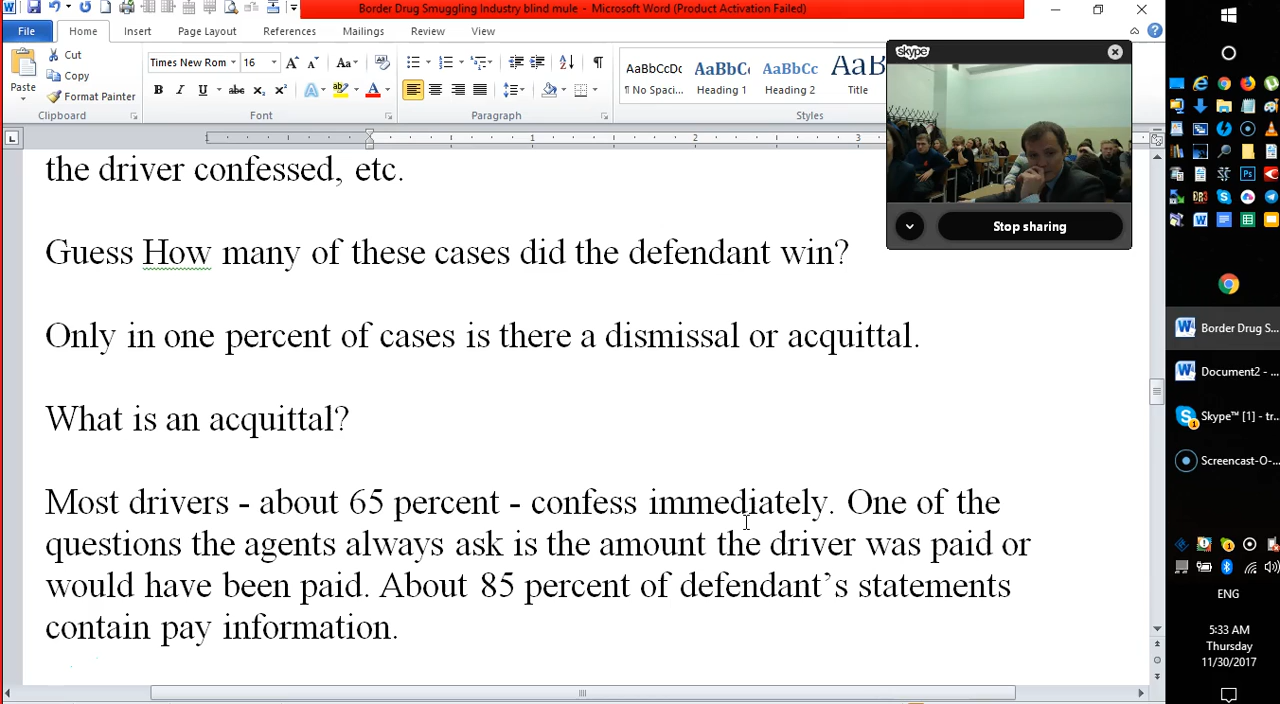 Border Drug Smuggling Industry blind mule - Microsoft Word (Product Activation Failed)
File Home Insert Page Layout References Mailings Review View
Cut
Copy
Format Painter
Paste
Clipboard
Times New Rom 16
Font
Paragraph
AaBbCcDc AaBbC AaBbCc AaB
¶ No Spaci... Heading 1 Heading 2 Title
Styles
skype
Stop sharing
1 2 3
the driver confessed, etc.
Guess How many of these cases did the defendant win?
Only in one percent of cases is there a dismissal or acquittal.
What is an acquittal?
Most drivers - about 65 percent - confess immediately. One of the
questions the agents always ask is the amount the driver was paid or
would have been paid. About 85 percent of defendant’s statements
contain pay information.
Border Drug S...
Document2 - ...
Skype™ [1] - tr...
Screencast-O-...
ENG
5:33 AM
Thursday
11/30/2017